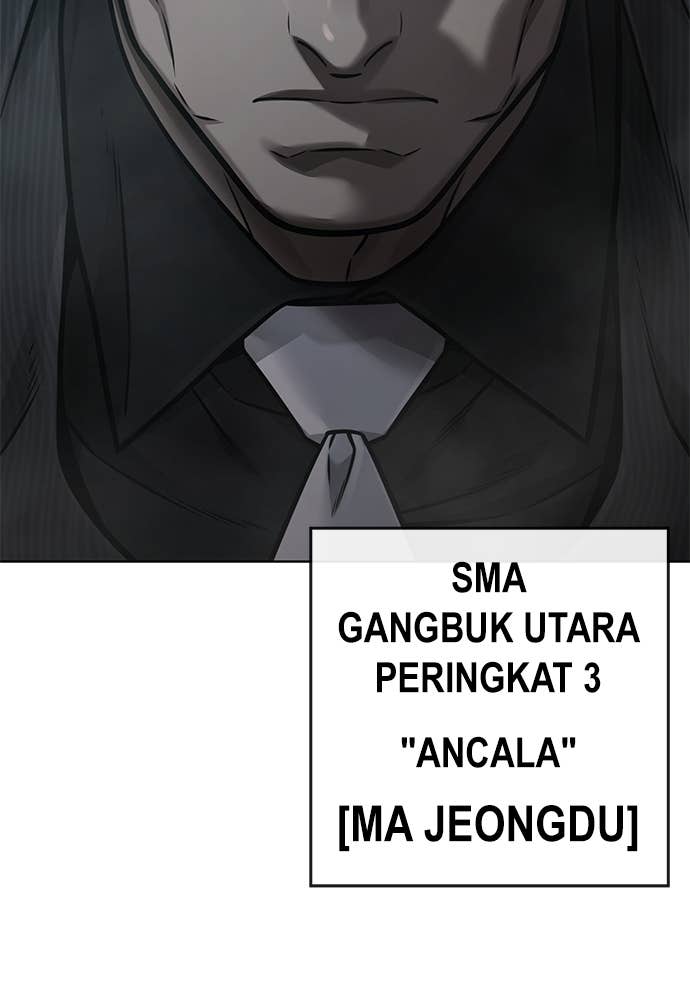 SMA
GANGBUK UTARA
PERINGKAT 3
"ANCALA"
[MA JEONGDU]